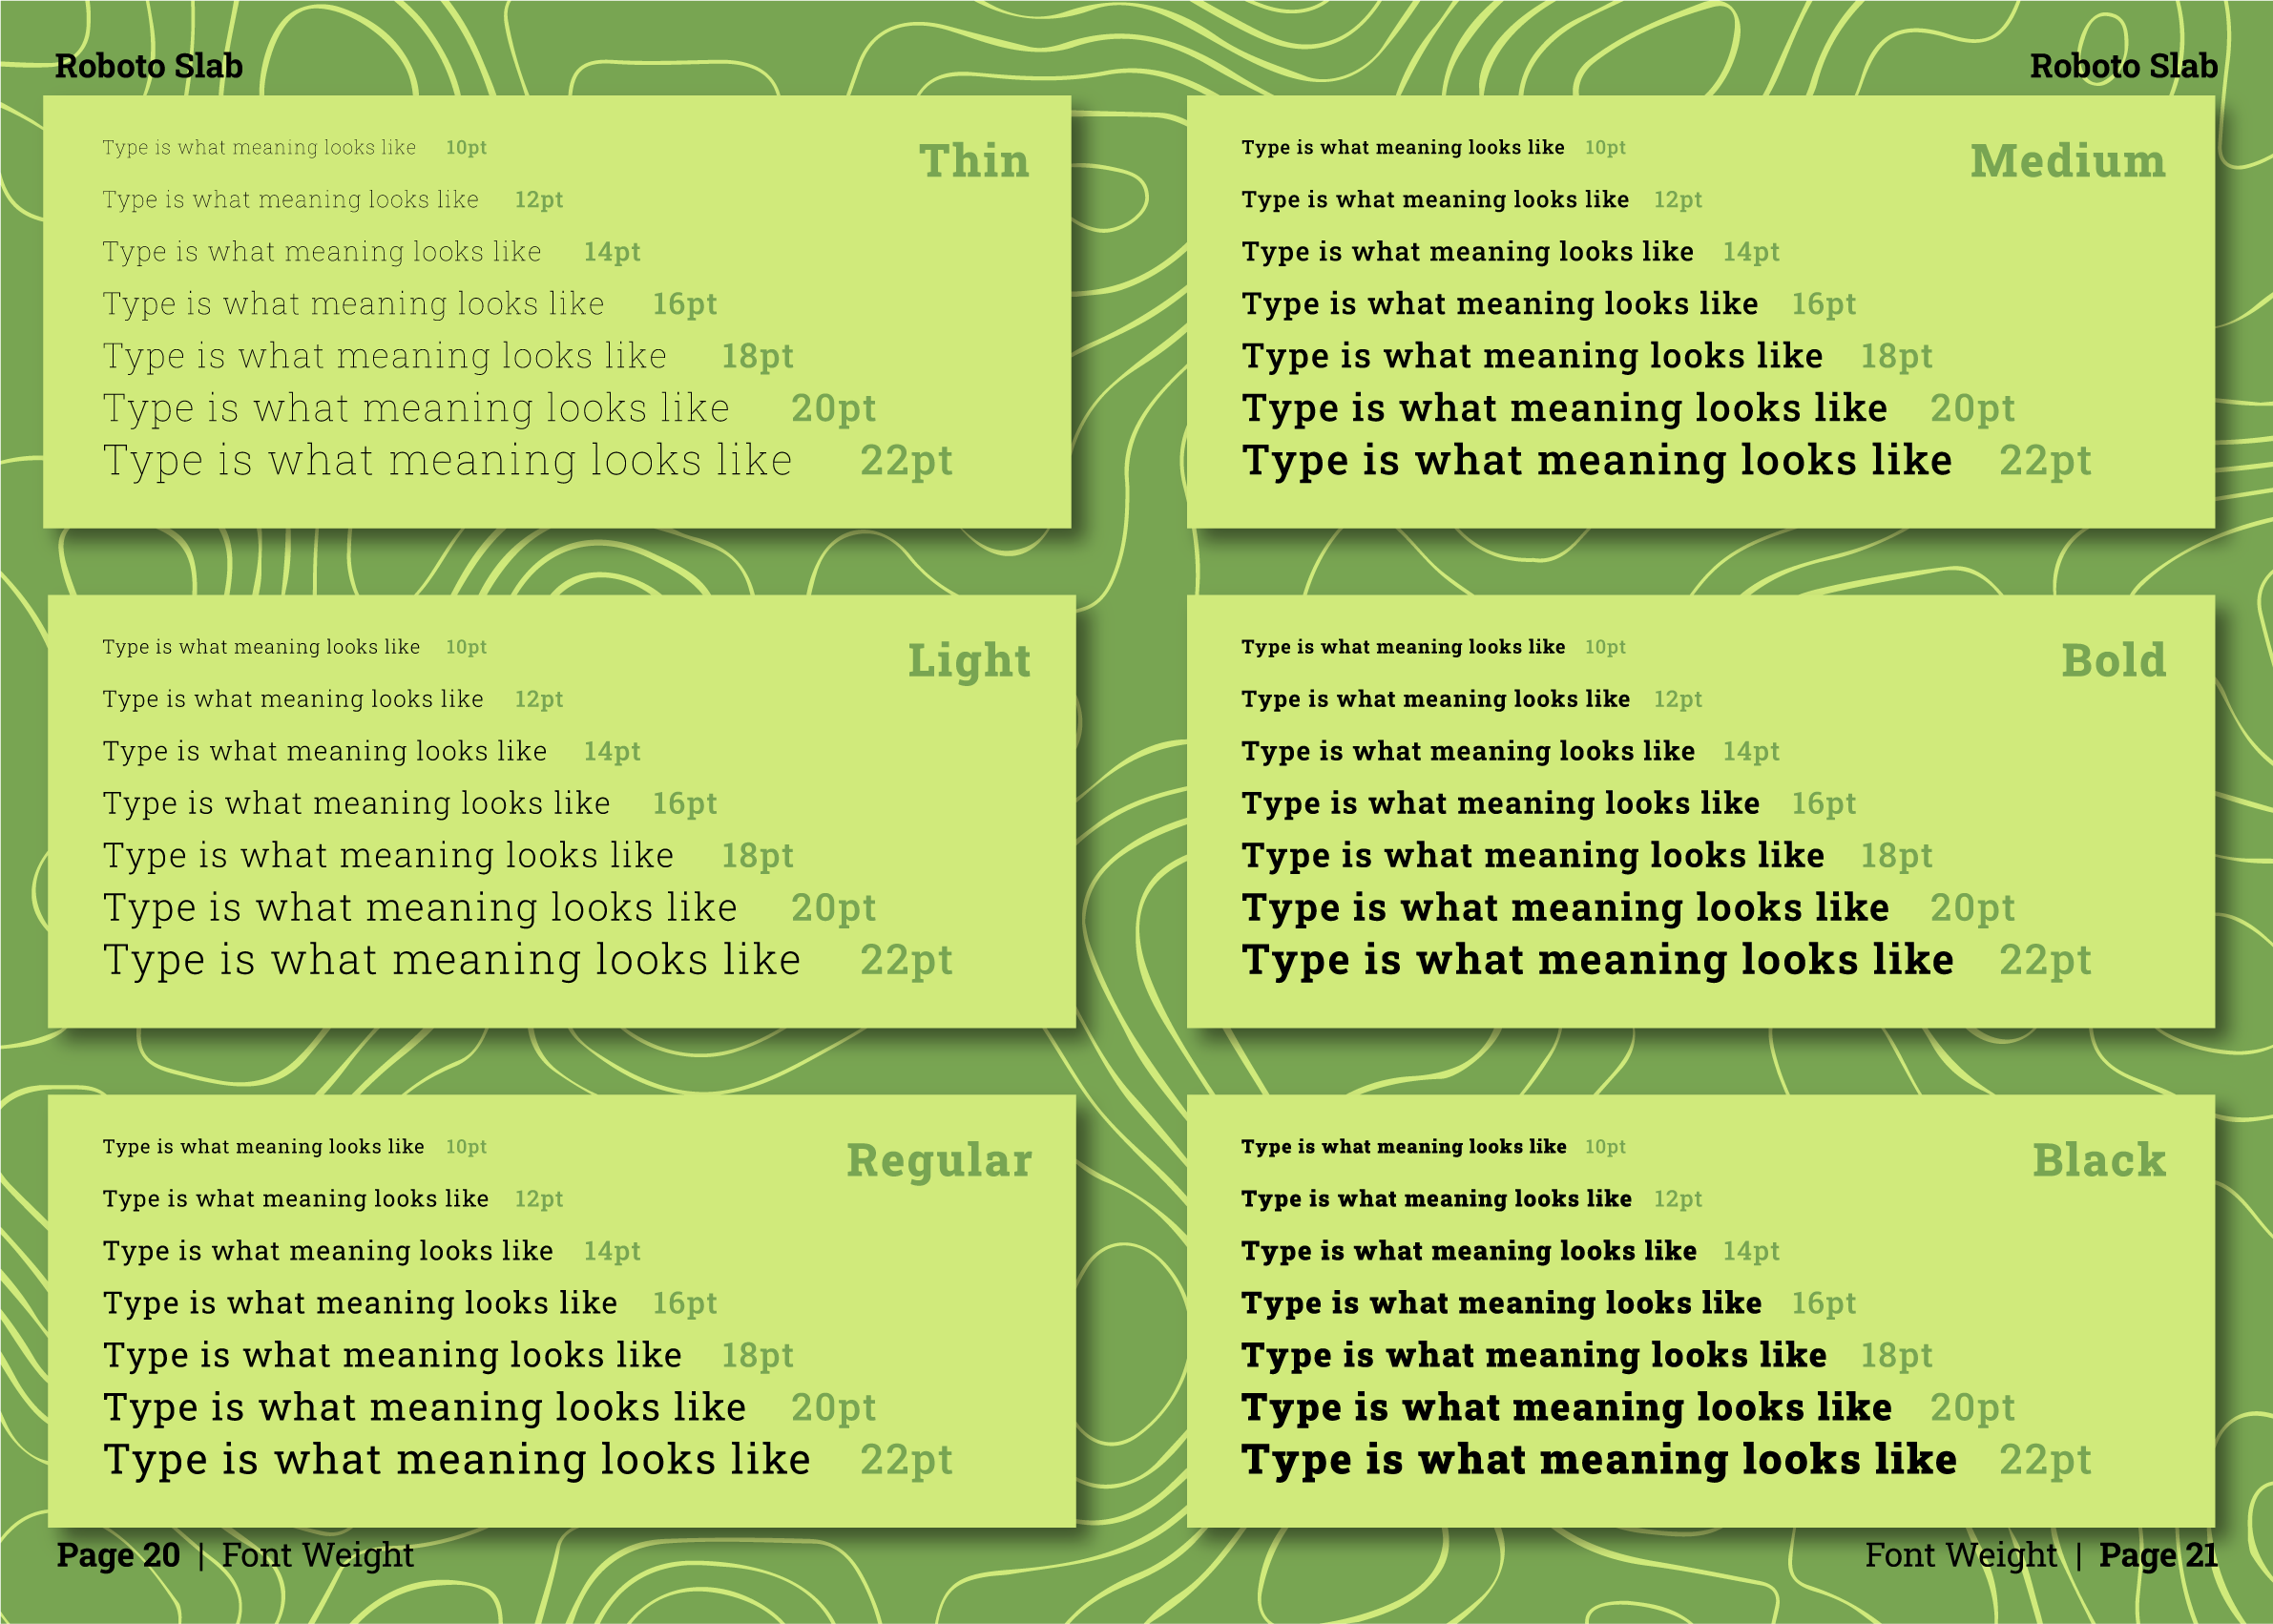 Roboto Slab
Type is what meaning looks like 10pt
Thin
Type is what meaning looks like 12pt
Type is what meaning looks like 14pt
Type is what meaning looks like 16pt
Type is what meaning looks like 18pt
Type is what meaning looks like 20pt
Type is what meaning looks like 22pt
Type is what meaning looks like 10pt
Light
Type is what meaning looks like 12pt
Type is what meaning looks like 14pt
Type is what meaning looks like 16pt
Type is what meaning looks like 18pt
Type is what meaning looks like 20pt
Type is what meaning looks like 22pt
Type is what meaning looks like 10pt
Regular
Type is what meaning looks like 12pt
Type is what meaning looks like 14pt
Type is what meaning looks like 16pt
Type is what meaning looks like 18pt
Type is what meaning looks like 20pt
Type is what meaning looks like 22pt
Page 20 | Font Weight
Roboto Slab
Type is what meaning looks like 10pt
Medium
Type is what meaning looks like 12pt
Type is what meaning looks like 14pt
Type is what meaning looks like 16pt
Type is what meaning looks like 18pt
Type is what meaning looks like 20pt
Type is what meaning looks like 22pt
Type is what meaning looks like 10pt
Bold
Type is what meaning looks like 12pt
Type is what meaning looks like 14pt
Type is what meaning looks like 16pt
Type is what meaning looks like 18pt
Type is what meaning looks like 20pt
Type is what meaning looks like 22pt
Type is what meaning looks like 10pt
Black
Type is what meaning looks like 12pt
Type is what meaning looks like 14pt
Type is what meaning looks like 16pt
Type is what meaning looks like 18pt
Type is what meaning looks like 20pt
Type is what meaning looks like 22pt
Font Weight | Page 21